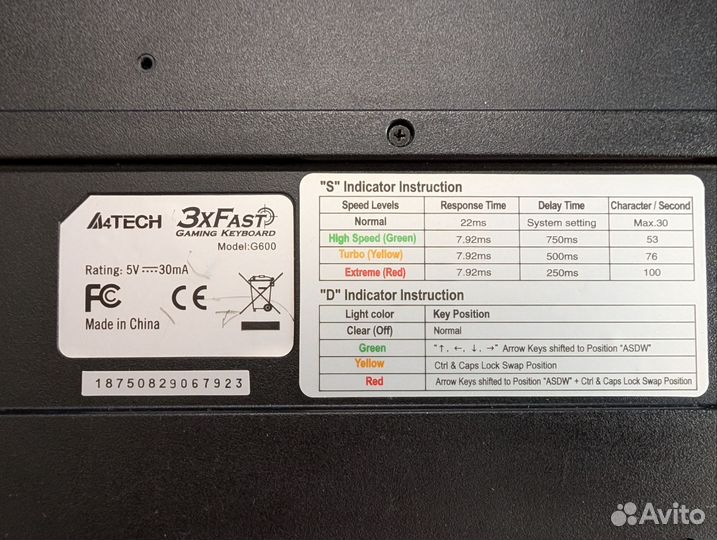 A4TECH 3xFAST
GAMING KEYBOARD
Model:G600
Rating: 5V⎓30mA
FC CE
Made in China
18750829067923
"S" Indicator Instruction
Speed Levels Response Time Delay Time Character / Second
Normal 22ms System setting Max.30
High Speed (Green) 7.92ms 750ms 53
Turbo (Yellow) 7.92ms 500ms 76
Extreme (Red) 7.92ms 250ms 100
"D" Indicator Instruction
Light color Key Position
Clear (Off) Normal
Green "↑, ←, ↓, →" Arrow Keys shifted to Position "ASDW"
Yellow Ctrl & Caps Lock Swap Position
Red Arrow Keys shifted to Position "ASDW" + Ctrl & Caps Lock Swap Position
Avito